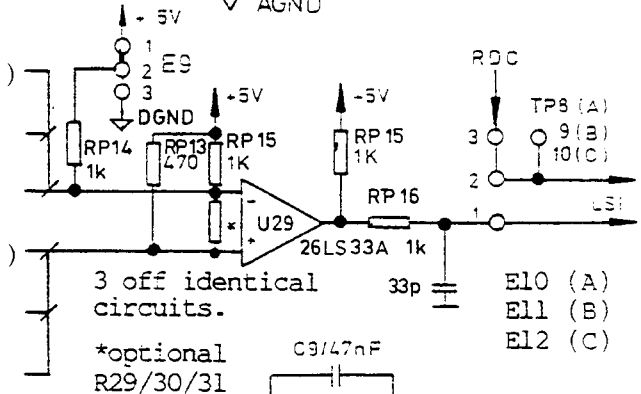 AGND
+ 5V
1
2 E9
3
DGND
RP14
1k
RP13
470
+5V
RP15
1K
*
-
+
U29
26LS33A
+5V
RP15
1K
RP16
1k
33p
RDC
3
2
1
TP8 (A)
9 (B)
10 (C)
LSI
3 off identical
circuits.
*optional
R29/30/31
C9/47nF
E10 (A)
E11 (B)
E12 (C)
)
)